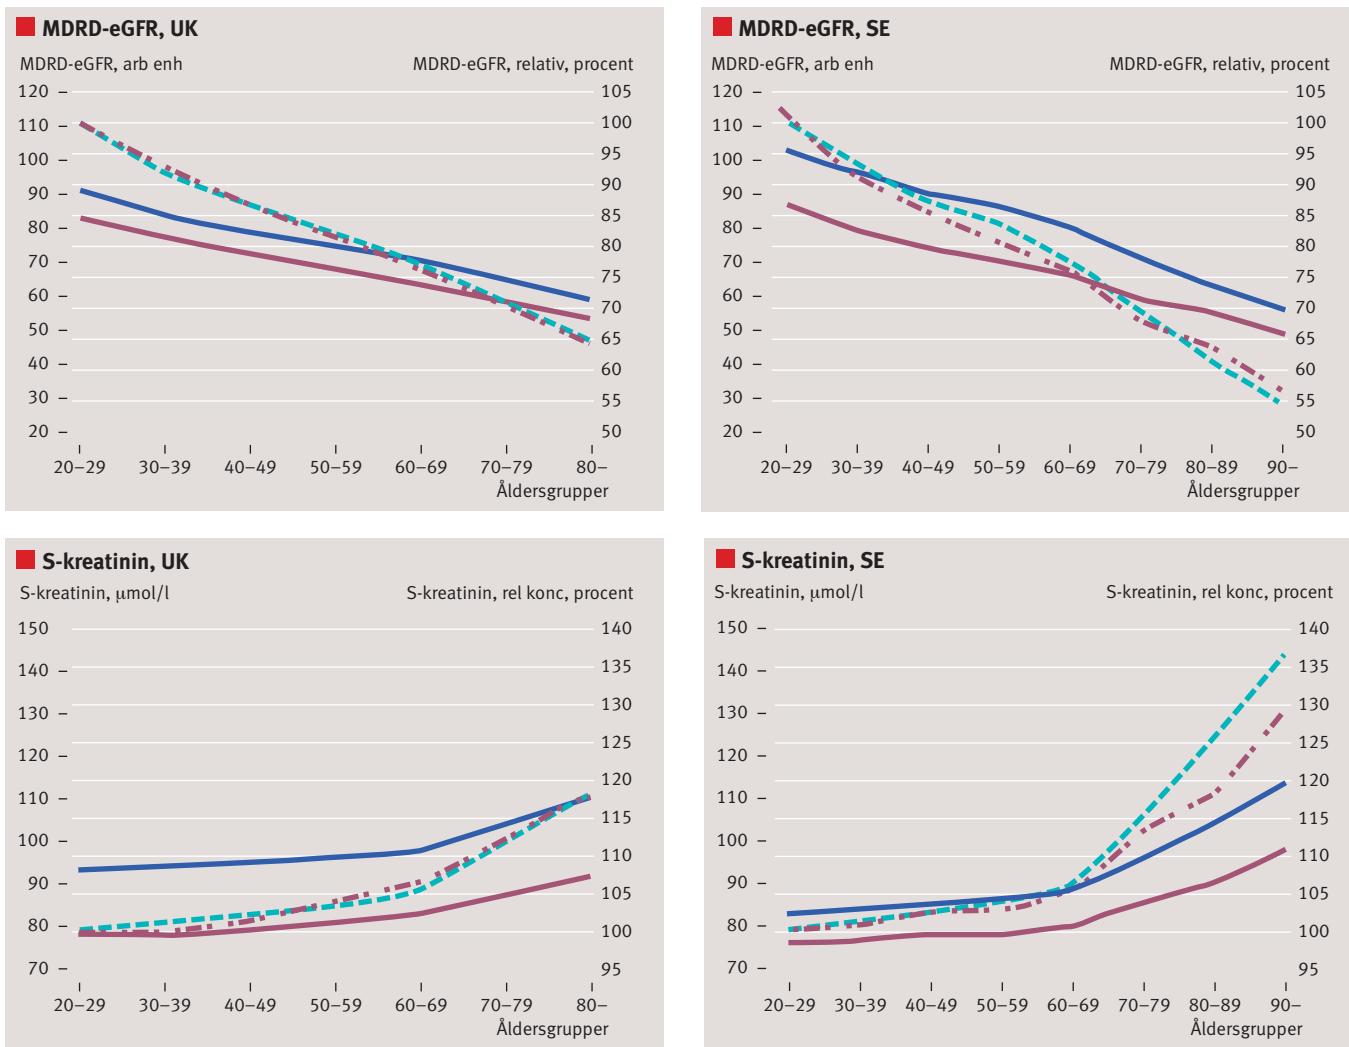 MDRD-eGFR, UK
MDRD-eGFR, arb enh MDRD-eGFR, relativ, procent
120 – 105
110 – 100
100 – 95
90 – 90
80 – 85
70 – 80
60 – 75
50 – 70
40 – 65
30 – 60
20 – 55
50
20–29 30–39 40–49 50–59 60–69 70–79 80–
Åldersgrupper
MDRD-eGFR, SE
MDRD-eGFR, arb enh MDRD-eGFR, relativ, procent
120 – 105
110 – 100
100 – 95
90 – 90
80 – 85
70 – 80
60 – 75
50 – 70
40 – 65
30 – 60
20 – 55
50
20–29 30–39 40–49 50–59 60–69 70–79 80–89 90–
Åldersgrupper
S-kreatinin, UK
S-kreatinin, µmol/l S-kreatinin, rel konc, procent
150 140
140 – 135
130 – 130
120 – 125
110 – 120
100 – 115
90 – 110
80 – 105
70 – 100
95
20–29 30–39 40–49 50–59 60–69 70–79 80–
Åldersgrupper
S-kreatinin, SE
S-kreatinin, µmol/l S-kreatinin, rel konc, procent
150 – 140
140 – 135
130 – 130
120 – 125
110 – 120
100 – 115
90 – 110
80 – 105
70 – 100
95
20–29 30–39 40–49 50–59 60–69 70–79 80–89 90–
Åldersgrupper